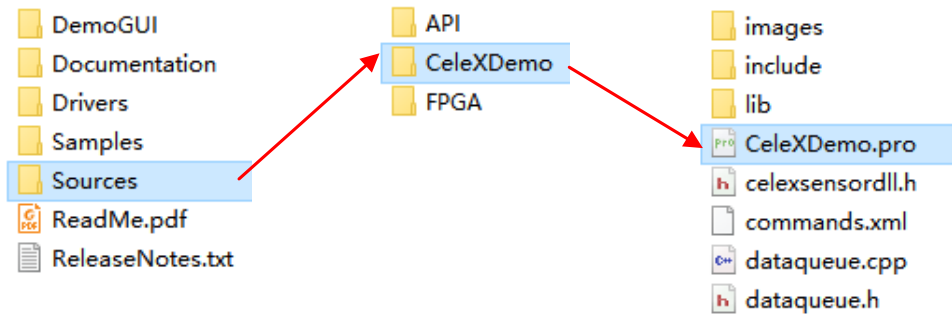 DemoGUI
Documentation
Drivers
Samples
Sources
ReadMe.pdf
ReleaseNotes.txt
API
CeleXDemo
FPGA
images
include
lib
CeleXDemo.pro
celexsensordll.h
commands.xml
dataqueue.cpp
dataqueue.h